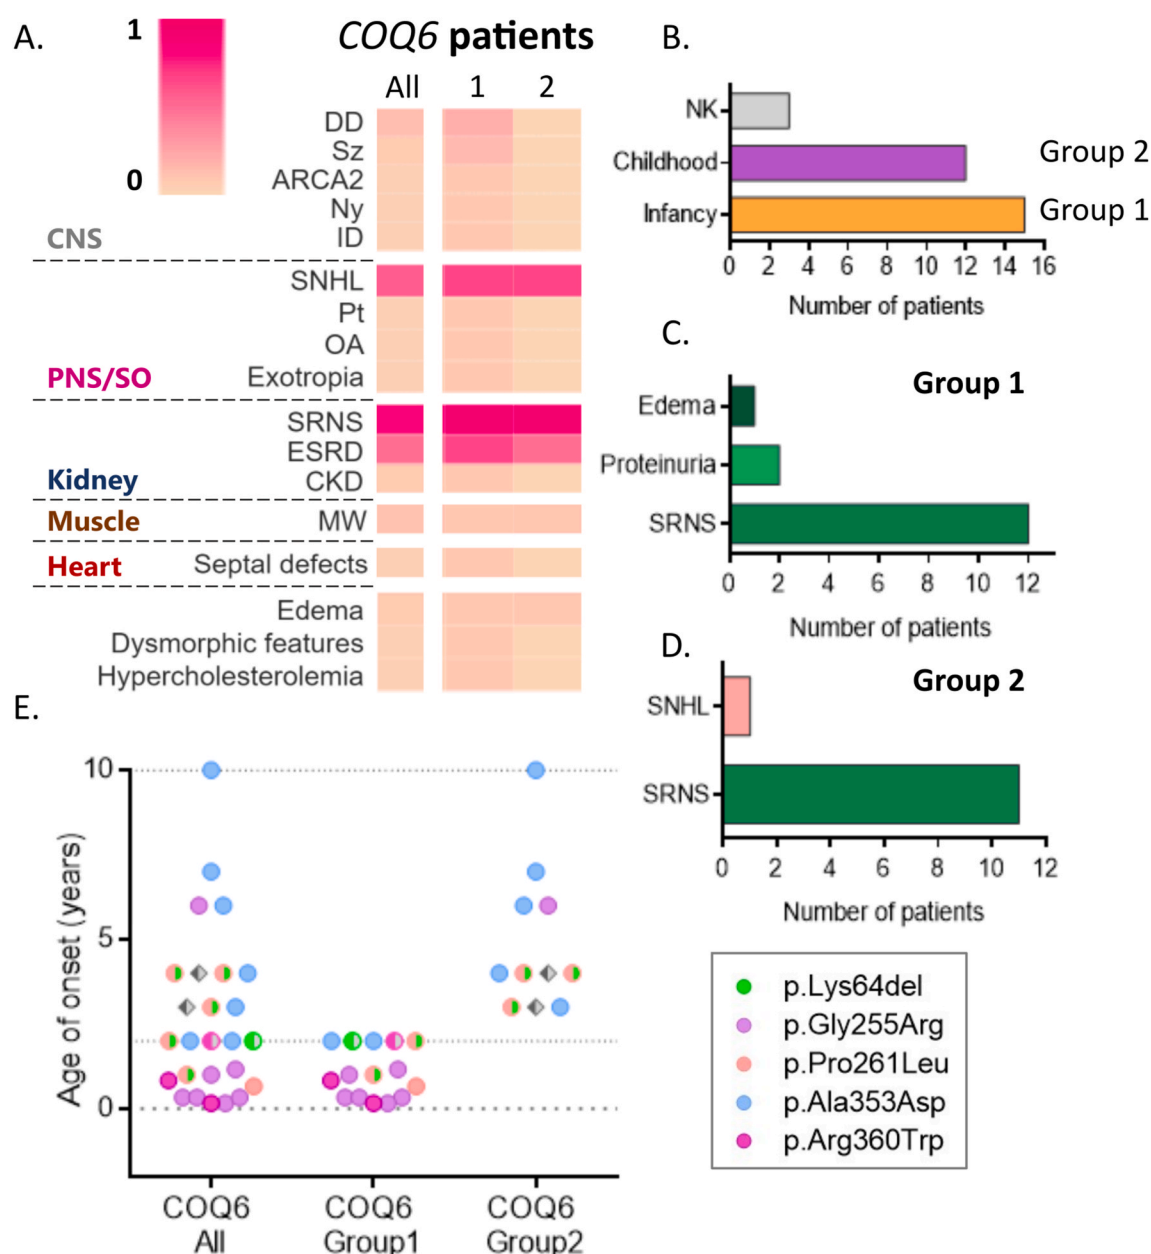 A.
1
0
COQ6 patients
All 1 2
DD
Sz
ARCA2
Ny
ID
CNS
SNHL
Pt
OA
Exotropia
PNS/SO
SRNS
ESRD
CKD
Kidney
MW
Muscle
Septal defects
Heart
Edema
Dysmorphic features
Hypercholesterolemia
B.
NK
Childhood
Infancy
Group 2
Group 1
0 2 4 6 8 10 12 14 16
Number of patients
C.
Group 1
Edema
Proteinuria
SRNS
0 2 4 6 8 10 12
Number of patients
D.
Group 2
SNHL
SRNS
0 2 4 6 8 10 12
Number of patients
E.
Age of onset (years)
10
5
0
COQ6 All
COQ6 Group1
COQ6 Group2
p.Lys64del
p.Gly255Arg
p.Pro261Leu
p.Ala353Asp
p.Arg360Trp